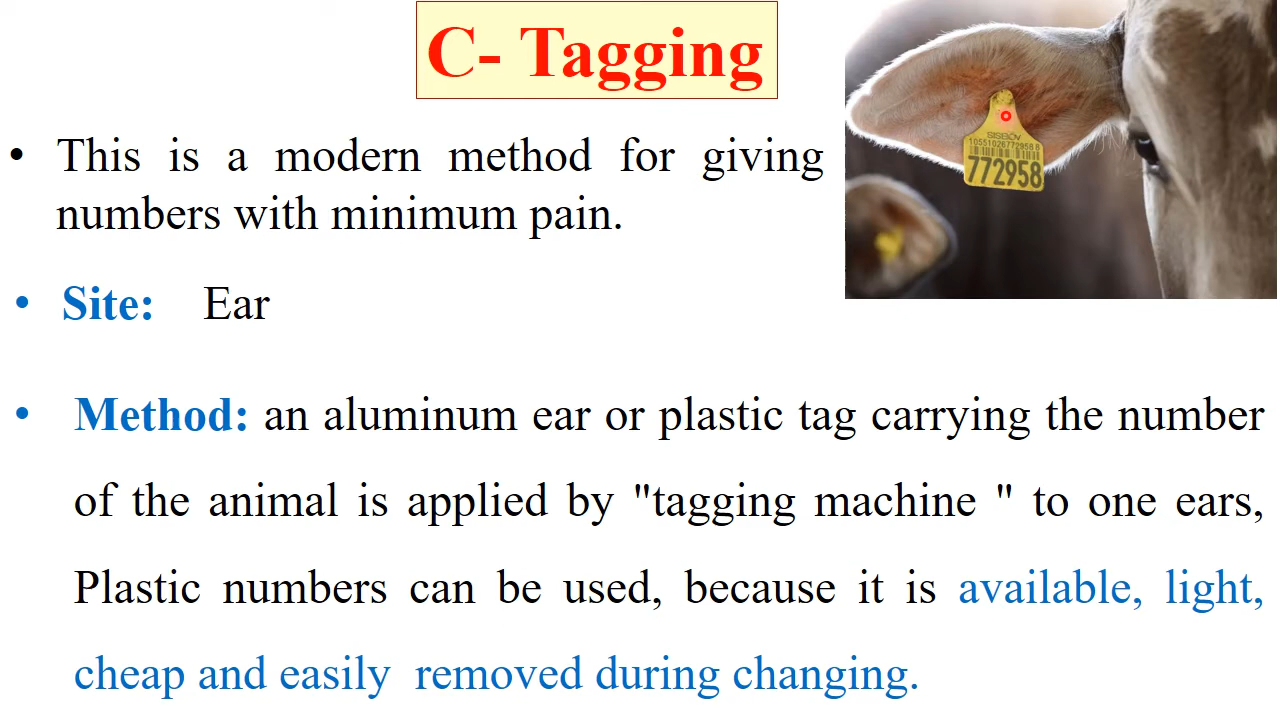 C- Tagging
• This is a modern method for giving
numbers with minimum pain.
• Site: Ear
• Method: an aluminum ear or plastic tag carrying the number
of the animal is applied by "tagging machine " to one ears,
Plastic numbers can be used, because it is available, light,
cheap and easily removed during changing.
SISBOV
10551026772958 8
772958